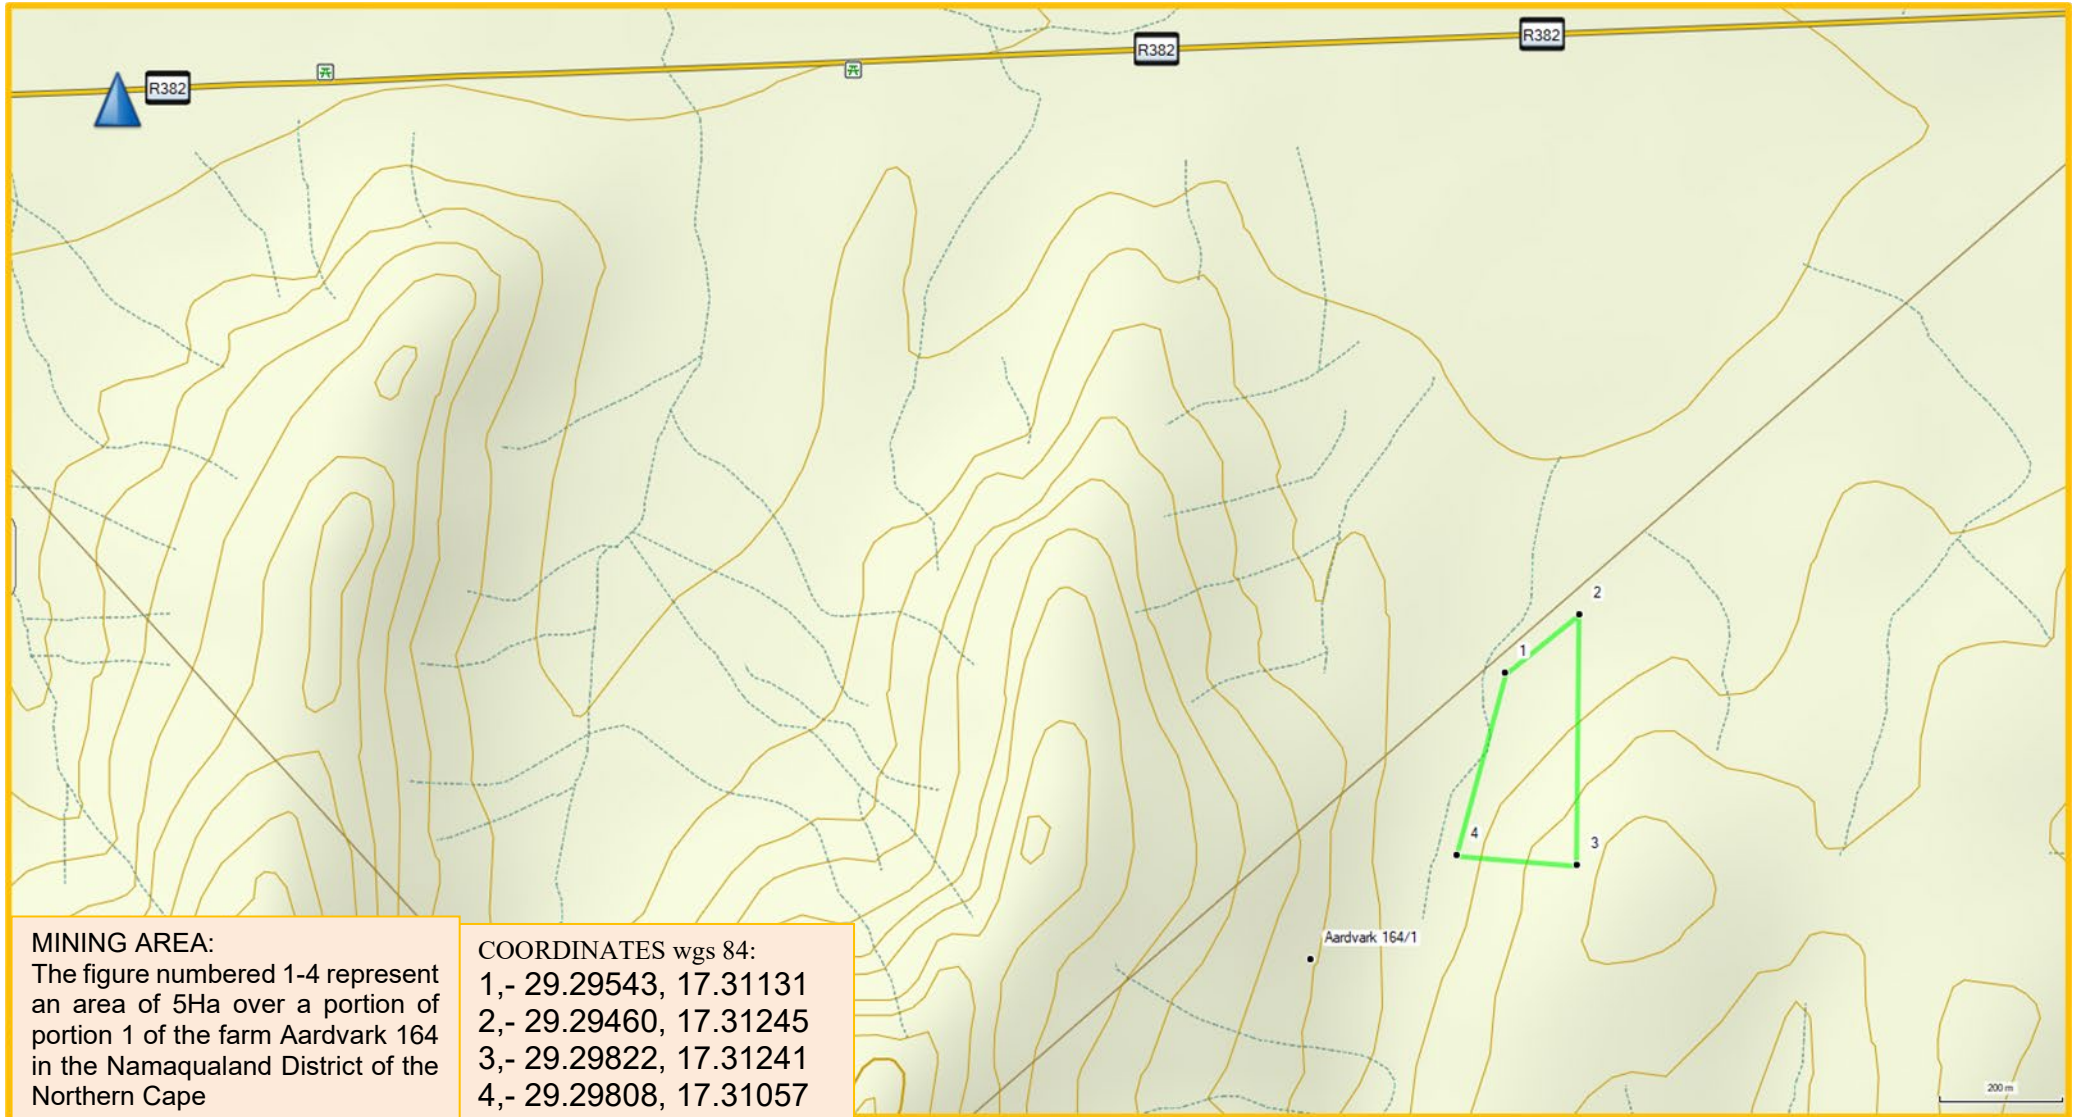 R382
R382
R382
2
1
4
3
Aardvark 164/1
MINING AREA:
The figure numbered 1-4 represent
an area of 5Ha over a portion of
portion 1 of the farm Aardvark 164
in the Namaqualand District of the
Northern Cape
COORDINATES wgs 84:
1,- 29.29543, 17.31131
2,- 29.29460, 17.31245
3,- 29.29822, 17.31241
4,- 29.29808, 17.31057
200 m